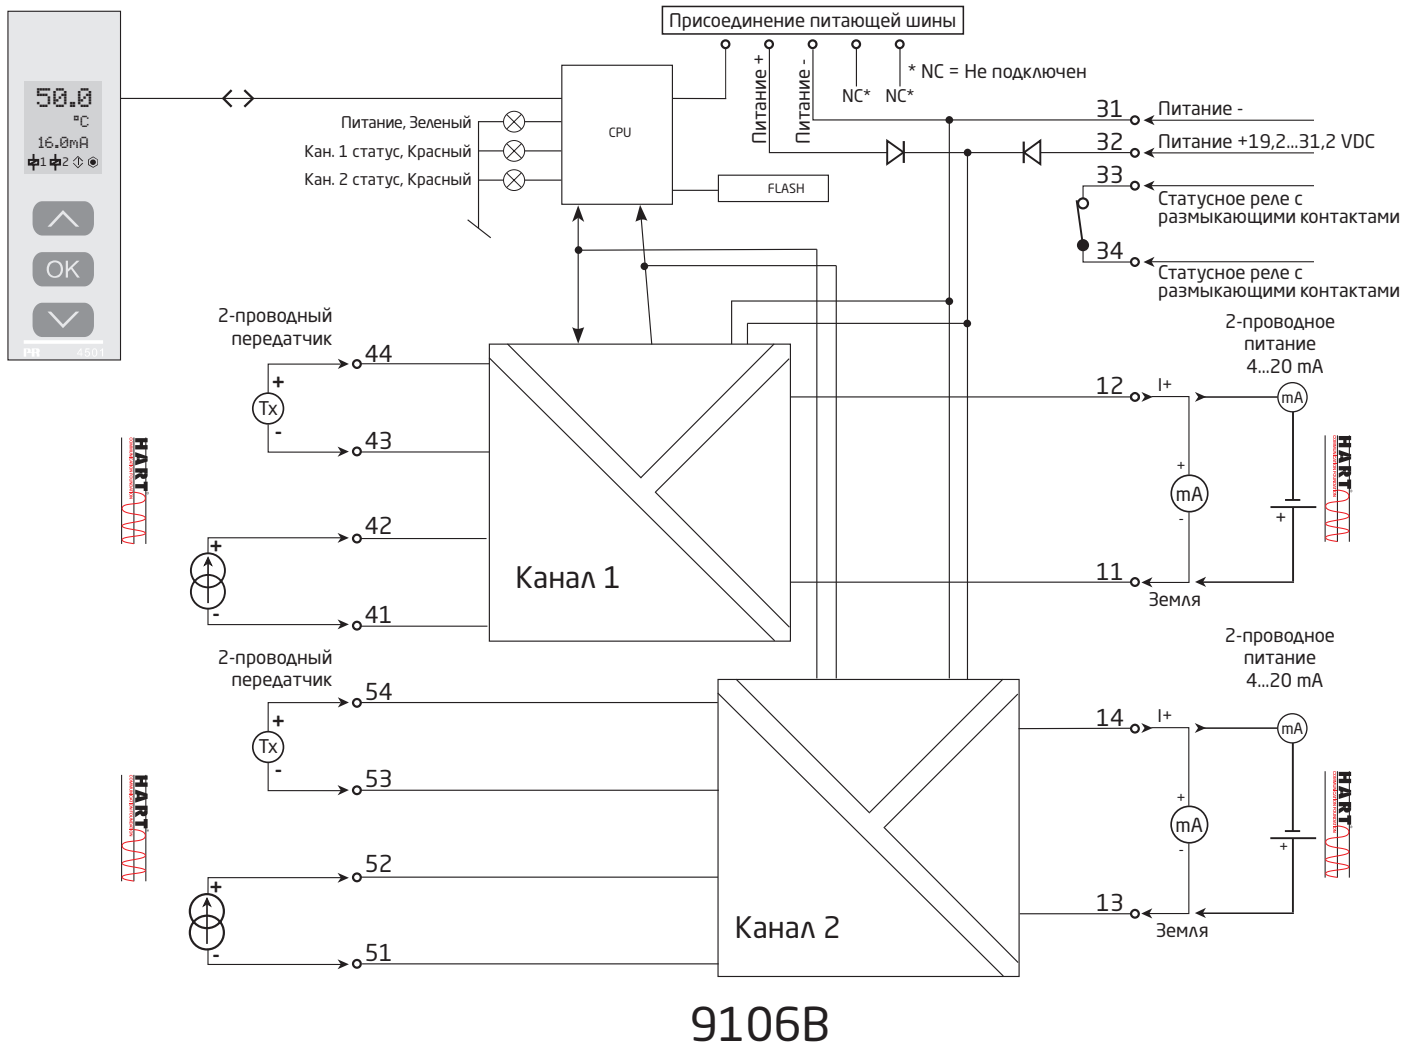 Присоединение питающей шины
Питание +
Питание -
NC*
NC*
* NC = Не подключен
50.0
°C
16.0mA
1 2
OK
PR 4501
Питание, Зеленый
Кан. 1 статус, Красный
Кан. 2 статус, Красный
CPU
FLASH
31 Питание -
32 Питание +19,2...31,2 VDC
33
Статусное реле с
размыкающими контактами
34
Статусное реле с
размыкающими контактами
2-проводный
передатчик
44
+
Tx
-
43
HART
42
+
-
41
Канал 1
2-проводное
питание
4...20 mA
12 I+
mA
+
mA
-
+
HART
11
Земля
2-проводный
передатчик
54
+
Tx
-
53
HART
52
+
-
51
Канал 2
2-проводное
питание
4...20 mA
14 I+
mA
+
mA
-
+
HART
13
Земля
9106B